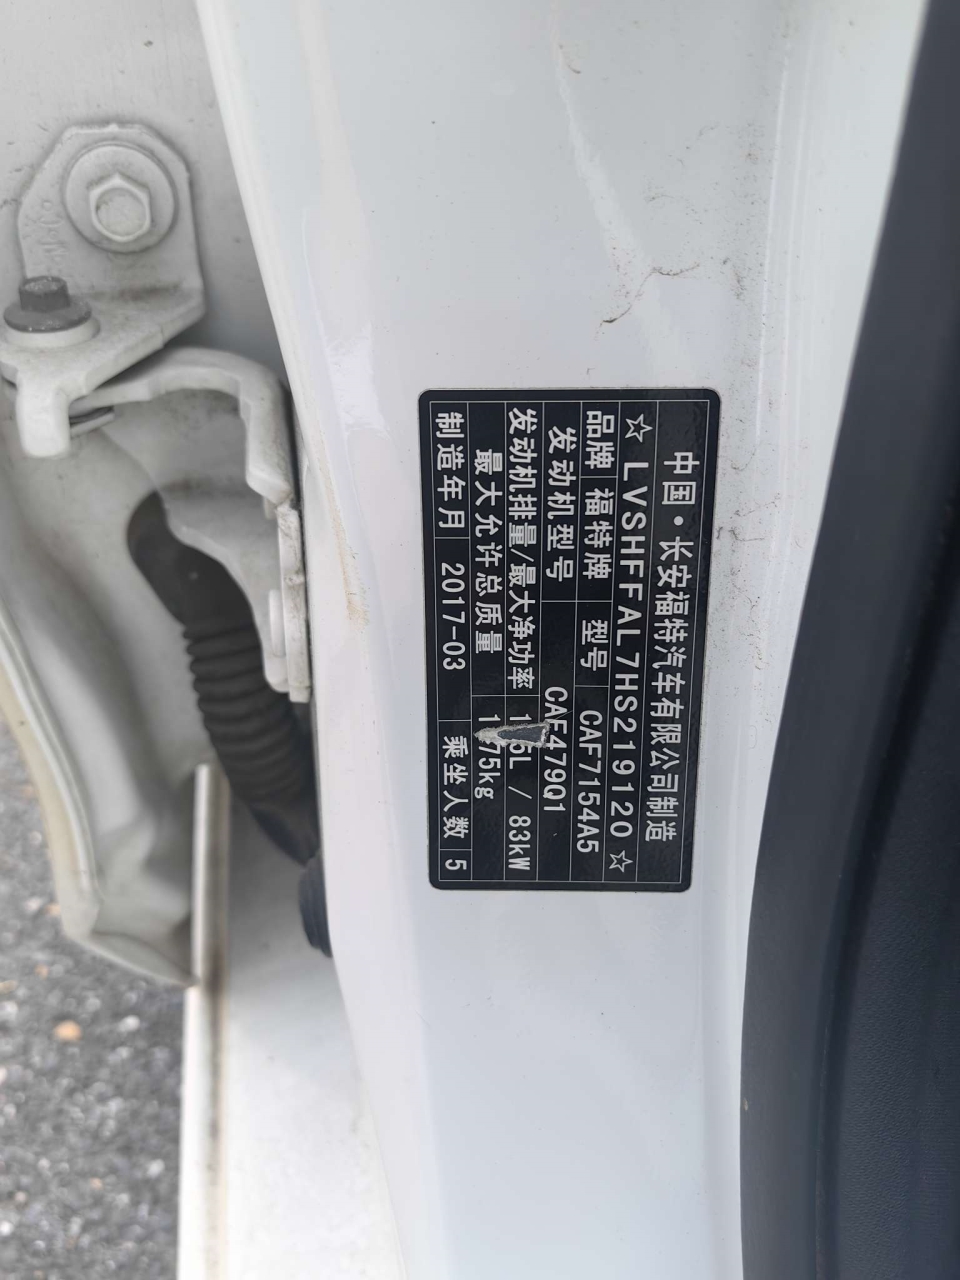 中国·长安福特汽车有限公司制造
☆LVSHFFAL7HS219120☆
品牌 福特牌 型号 CAF7154A5
发动机型号 CAF479Q1
发动机排量/最大净功率 1.5L / 83kW
最大允许总质量 75kg
制造年月 2017-03 乘坐人数 5